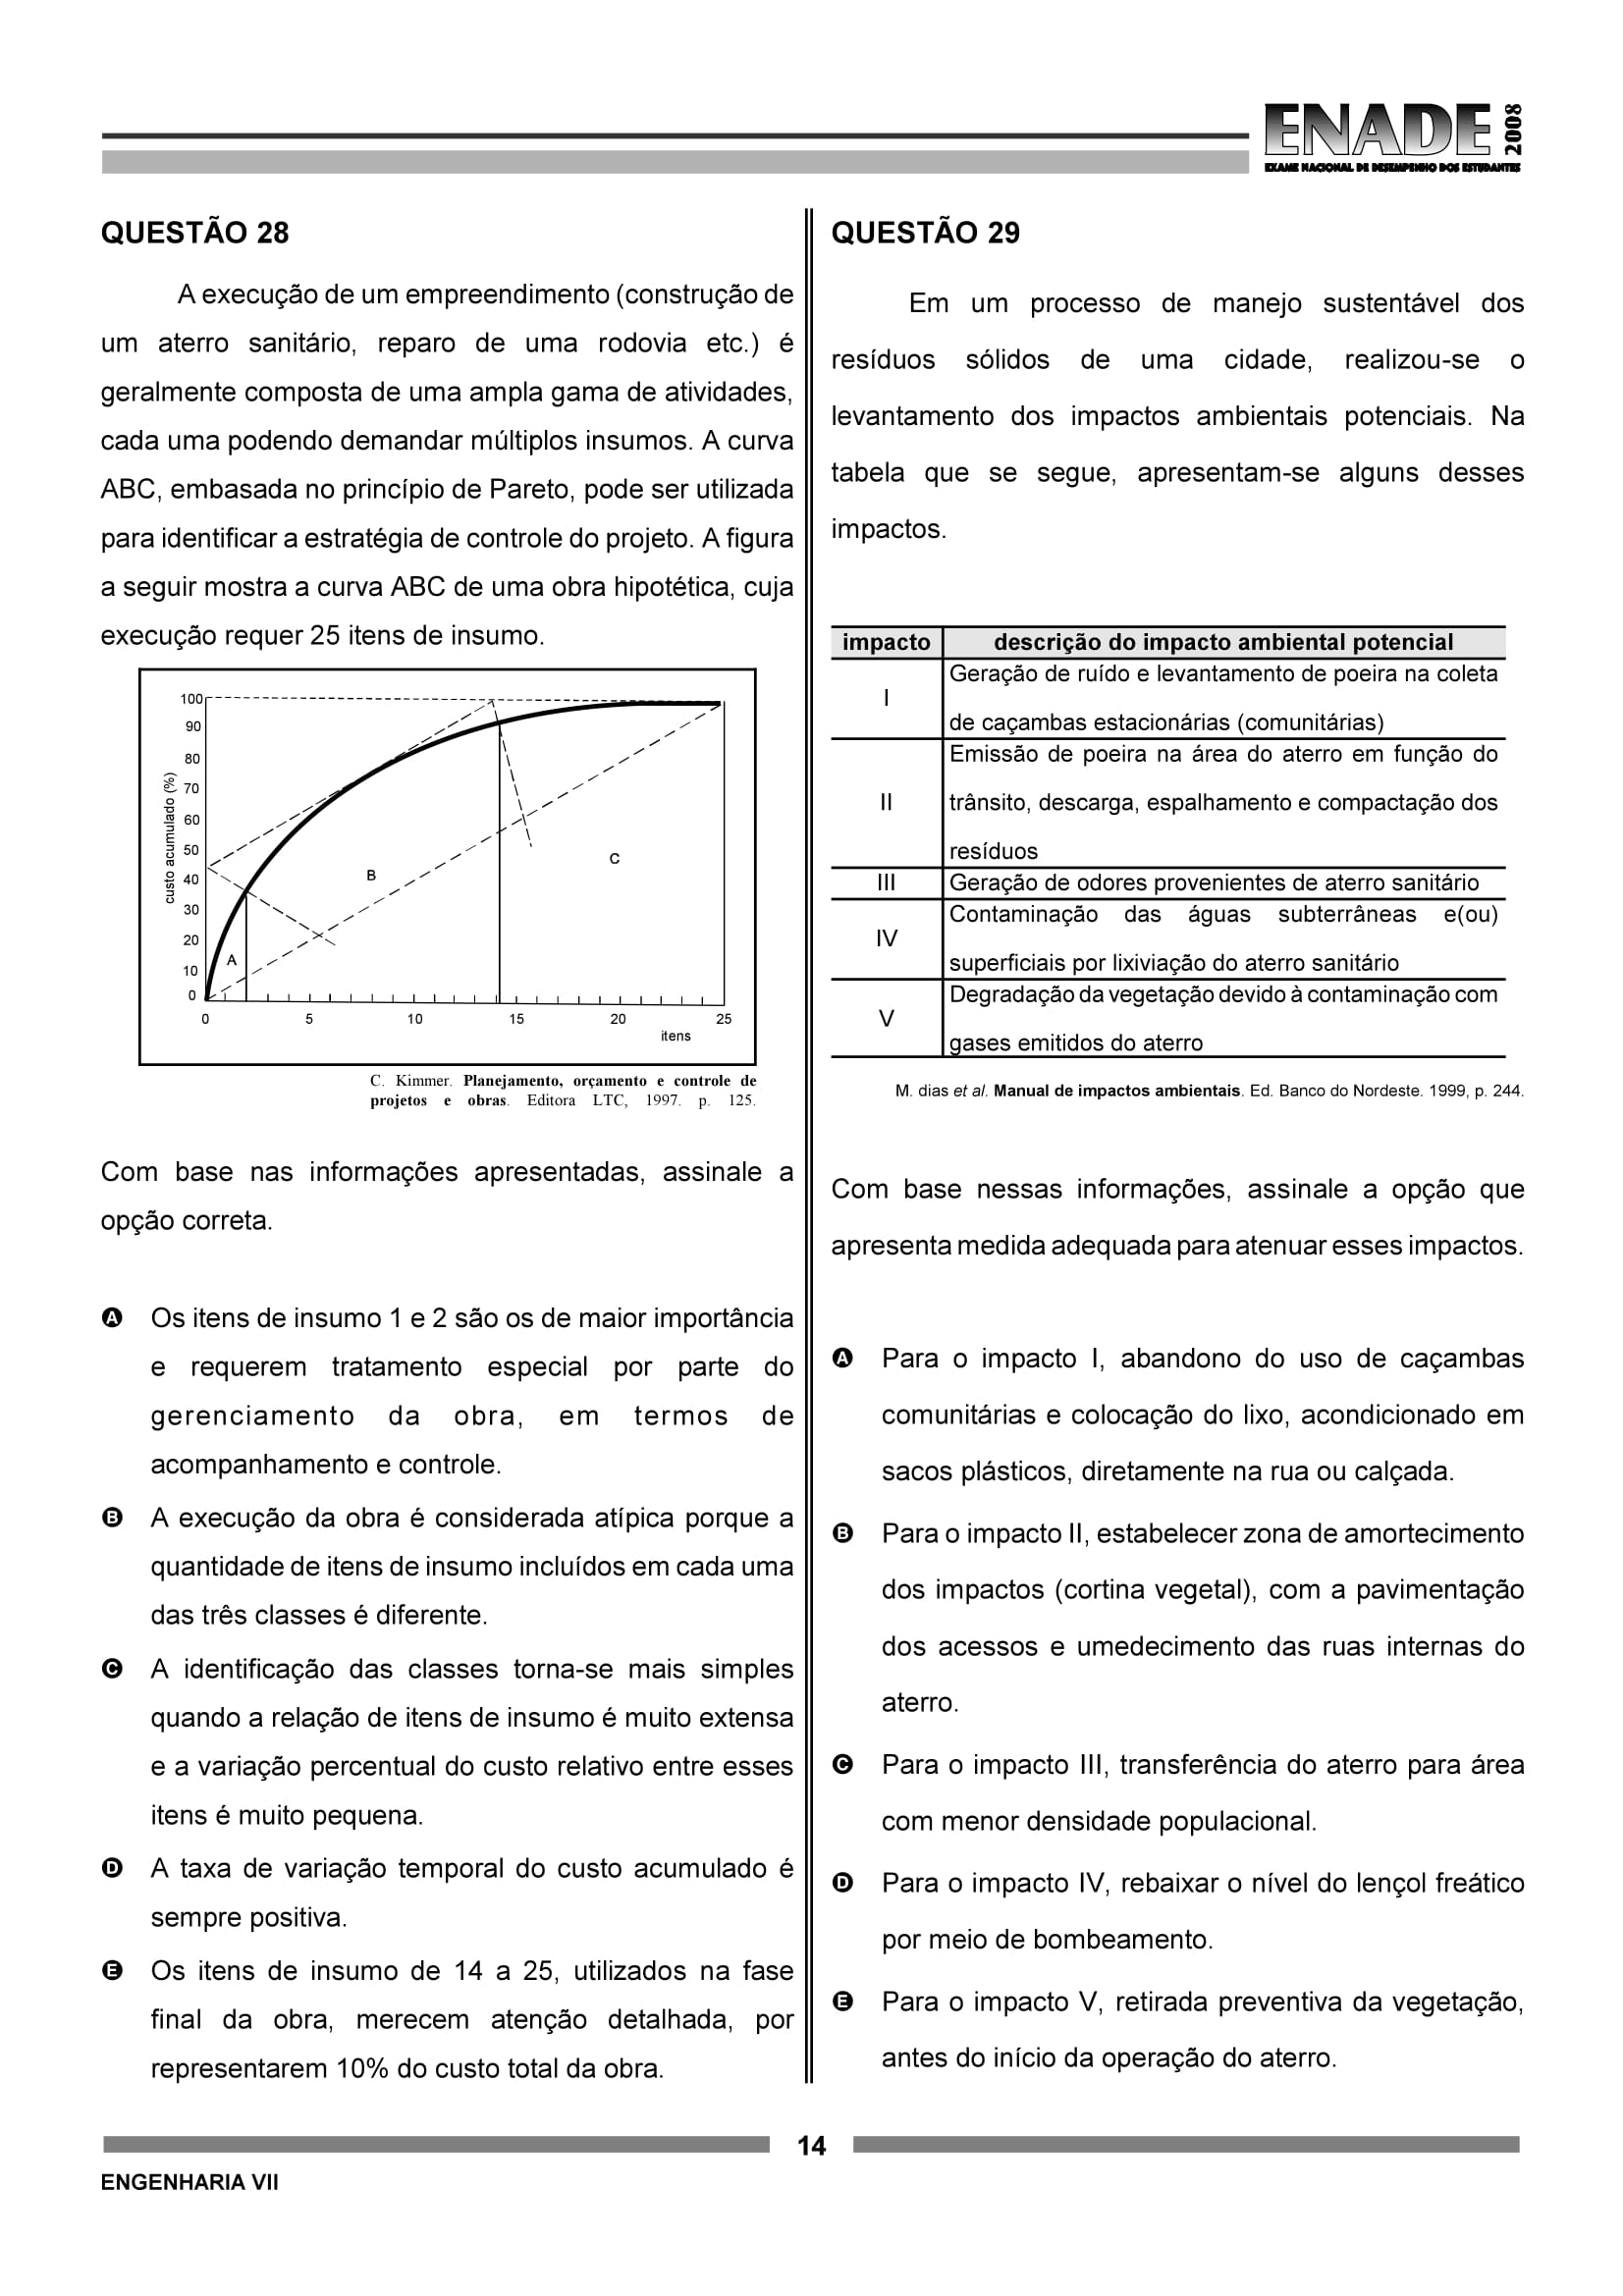 ENADE 2008
EXAME NACIONAL DE DESEMPENHO DOS ESTUDANTES
QUESTÃO 28
A execução de um empreendimento (construção de
um aterro sanitário, reparo de uma rodovia etc.) é
geralmente composta de uma ampla gama de atividades,
cada uma podendo demandar múltiplos insumos. A curva
ABC, embasada no princípio de Pareto, pode ser utilizada
para identificar a estratégia de controle do projeto. A figura
a seguir mostra a curva ABC de uma obra hipotética, cuja
execução requer 25 itens de insumo.
custo acumulado (%)
100
90
80
70
60
50
40
30
20
10
0
A
B
C
0 5 10 15 20 25
itens
C. Kimmer. Planejamento, orçamento e controle de
projetos e obras. Editora LTC, 1997. p. 125.
Com base nas informações apresentadas, assinale a
opção correta.
A Os itens de insumo 1 e 2 são os de maior importância
e requerem tratamento especial por parte do
gerenciamento da obra, em termos de
acompanhamento e controle.
B A execução da obra é considerada atípica porque a
quantidade de itens de insumo incluídos em cada uma
das três classes é diferente.
C A identificação das classes torna-se mais simples
quando a relação de itens de insumo é muito extensa
e a variação percentual do custo relativo entre esses
itens é muito pequena.
D A taxa de variação temporal do custo acumulado é
sempre positiva.
E Os itens de insumo de 14 a 25, utilizados na fase
final da obra, merecem atenção detalhada, por
representarem 10% do custo total da obra.
QUESTÃO 29
Em um processo de manejo sustentável dos
resíduos sólidos de uma cidade, realizou-se o
levantamento dos impactos ambientais potenciais. Na
tabela que se segue, apresentam-se alguns desses
impactos.
impacto descrição do impacto ambiental potencial
I Geração de ruído e levantamento de poeira na coleta
de caçambas estacionárias (comunitárias)
II Emissão de poeira na área do aterro em função do
trânsito, descarga, espalhamento e compactação dos
resíduos
III Geração de odores provenientes de aterro sanitário
IV Contaminação das águas subterrâneas e(ou)
superficiais por lixiviação do aterro sanitário
V Degradação da vegetação devido à contaminação com
gases emitidos do aterro
M. dias et al. Manual de impactos ambientais. Ed. Banco do Nordeste. 1999, p. 244.
Com base nessas informações, assinale a opção que
apresenta medida adequada para atenuar esses impactos.
A Para o impacto I, abandono do uso de caçambas
comunitárias e colocação do lixo, acondicionado em
sacos plásticos, diretamente na rua ou calçada.
B Para o impacto II, estabelecer zona de amortecimento
dos impactos (cortina vegetal), com a pavimentação
dos acessos e umedecimento das ruas internas do
aterro.
C Para o impacto III, transferência do aterro para área
com menor densidade populacional.
D Para o impacto IV, rebaixar o nível do lençol freático
por meio de bombeamento.
E Para o impacto V, retirada preventiva da vegetação,
antes do início da operação do aterro.
14
ENGENHARIA VII